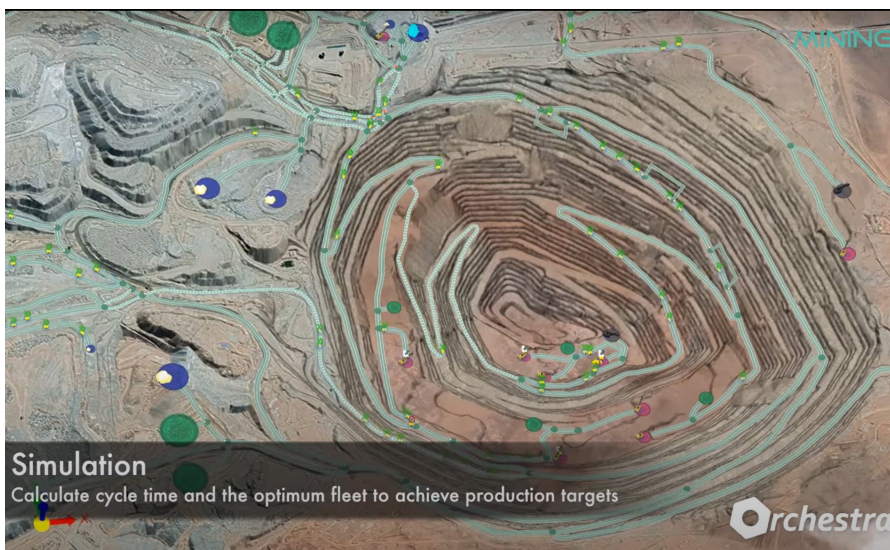 MINING
Simulation
Calculate cycle time and the optimum fleet to achieve production targets
Orchestra
X